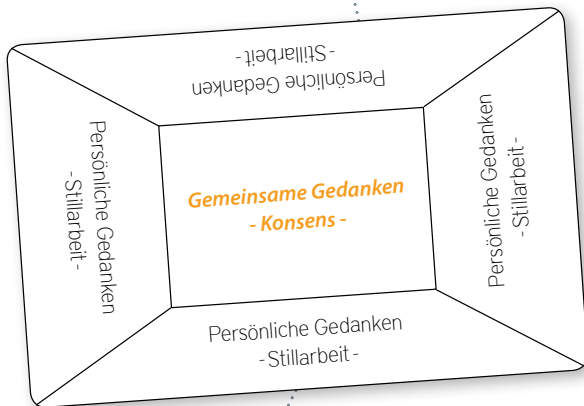 Persönliche Gedanken
- Stillarbeit -
Persönliche Gedanken
- Stillarbeit -
Gemeinsame Gedanken
- Konsens -
Persönliche Gedanken
- Stillarbeit -
Persönliche Gedanken
- Stillarbeit -